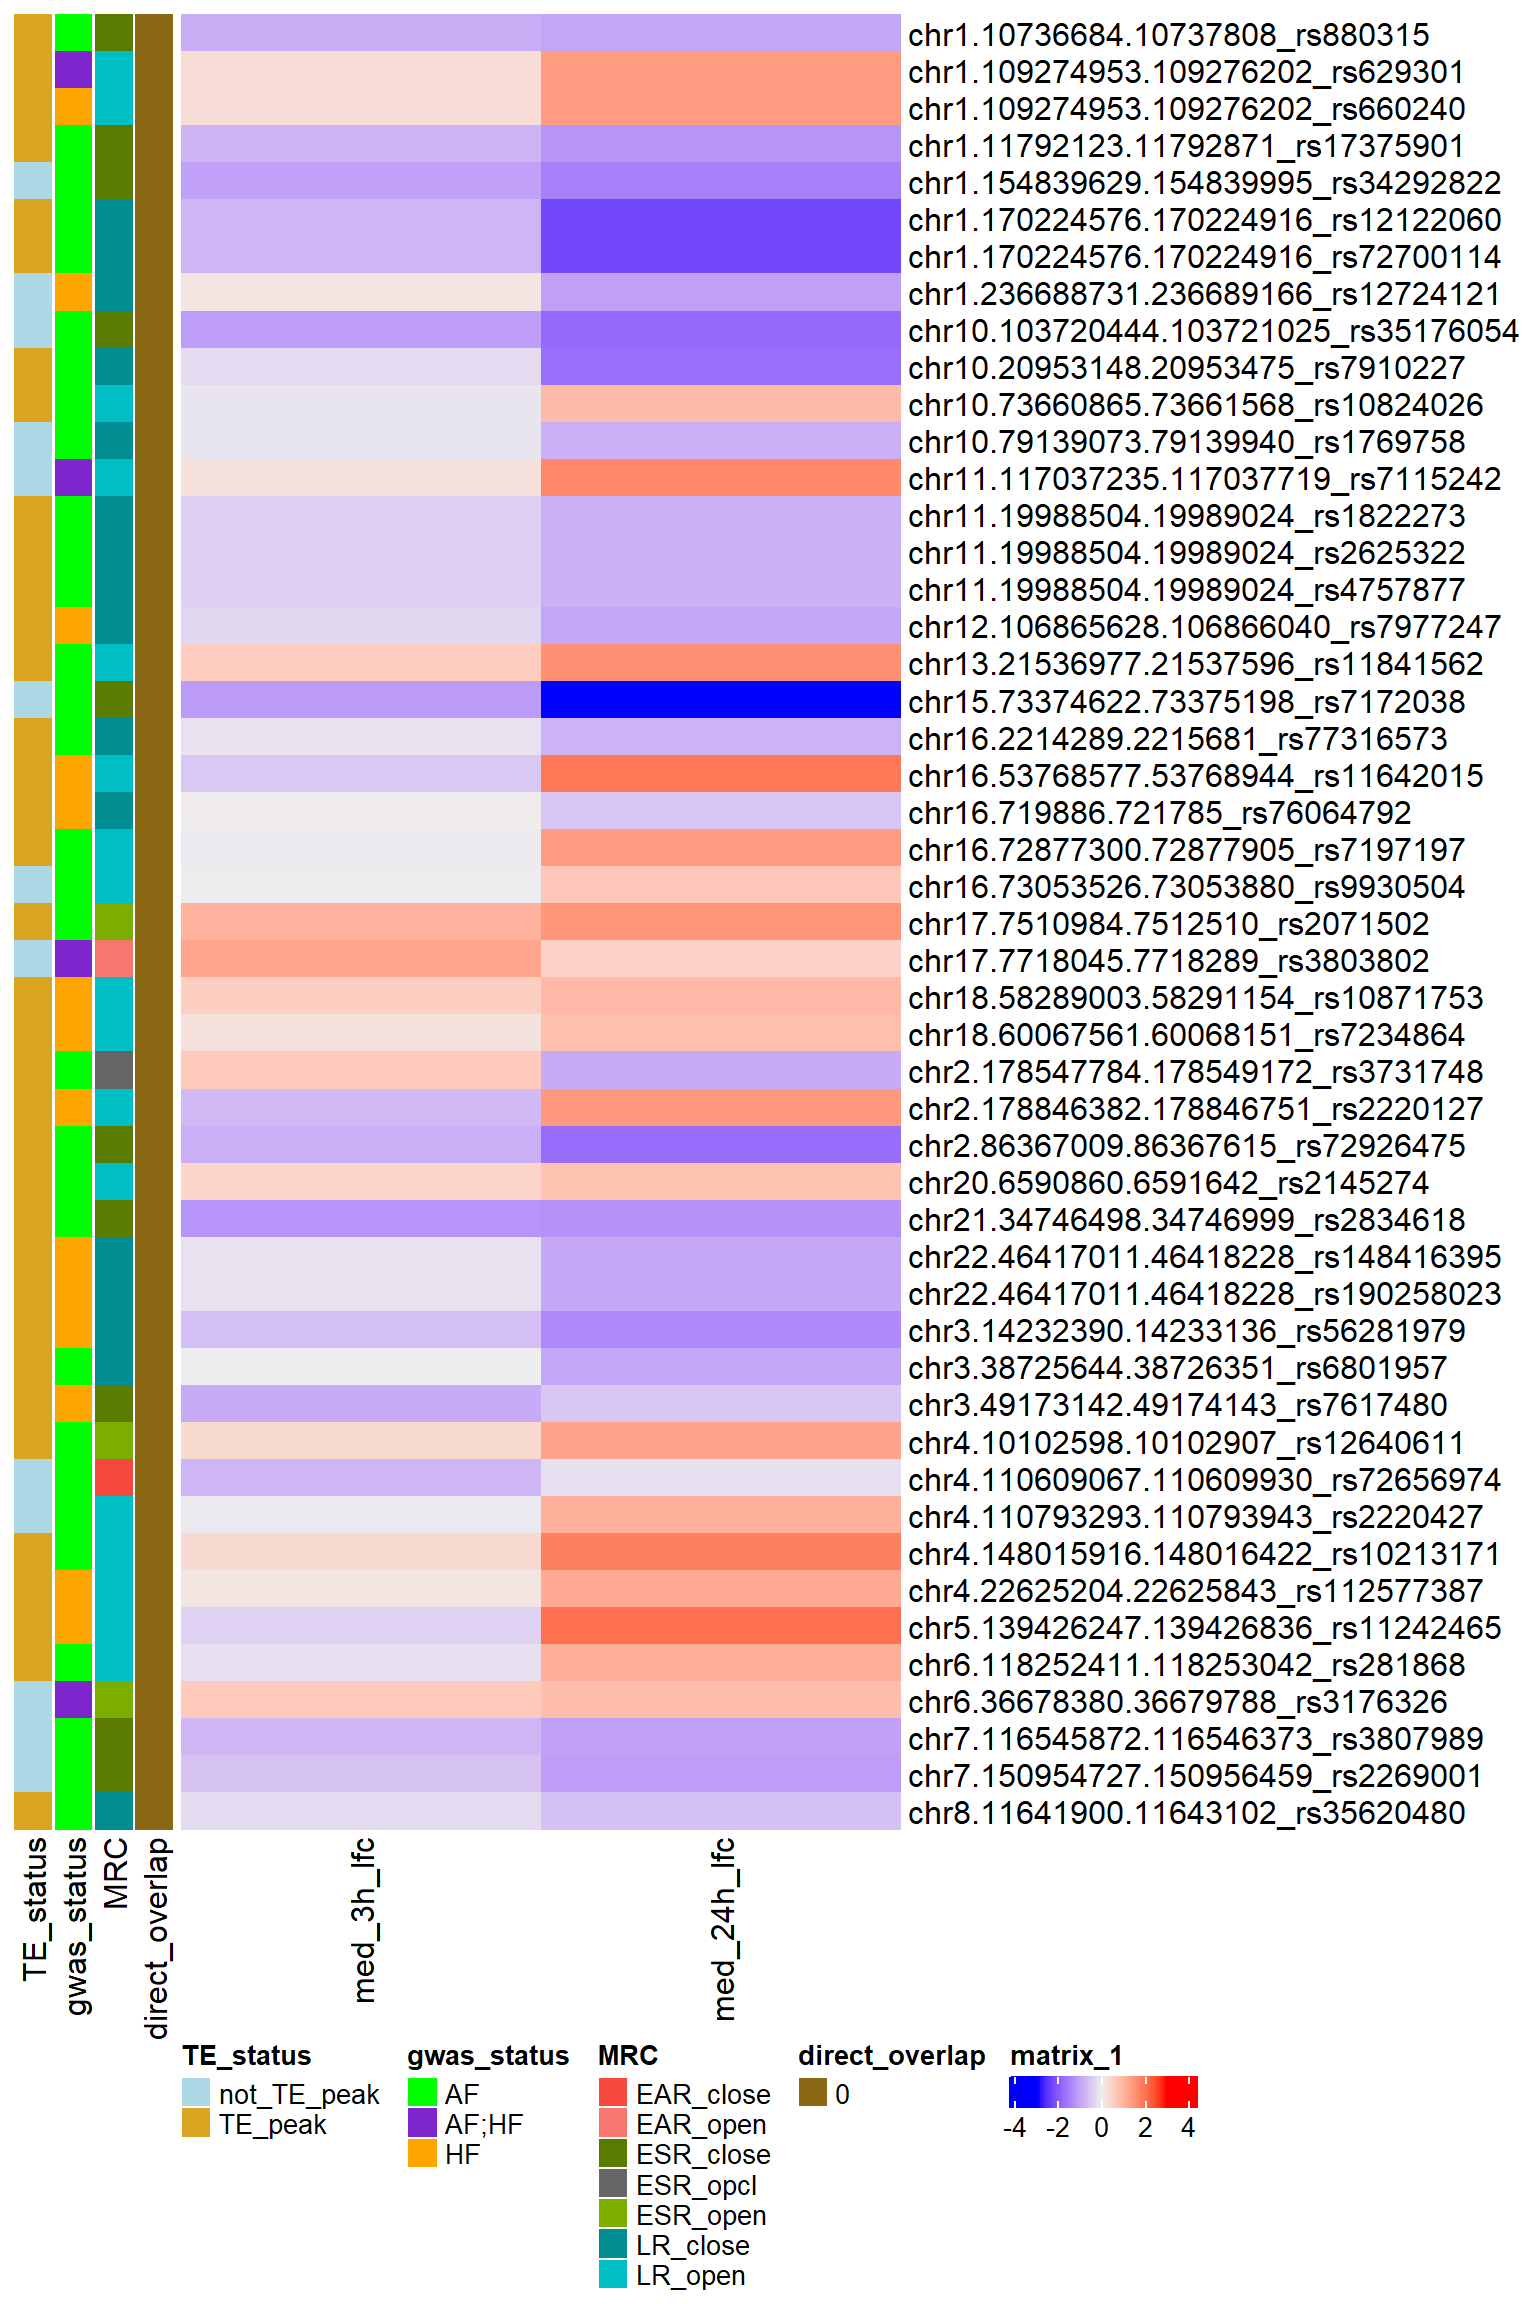 chr1.10736684.10737808_rs880315
chr1.109274953.109276202_rs629301
chr1.109274953.109276202_rs660240
chr1.11792123.11792871_rs17375901
chr1.154839629.154839995_rs34292822
chr1.170224576.170224916_rs12122060
chr1.170224576.170224916_rs72700114
chr1.236688731.236689166_rs12724121
chr10.103720444.103721025_rs35176054
chr10.20953148.20953475_rs7910227
chr10.73660865.73661568_rs10824026
chr10.79139073.79139940_rs1769758
chr11.117037235.117037719_rs7115242
chr11.19988504.19989024_rs1822273
chr11.19988504.19989024_rs2625322
chr11.19988504.19989024_rs4757877
chr12.106865628.106866040_rs7977247
chr13.21536977.21537596_rs11841562
chr15.73374622.73375198_rs7172038
chr16.2214289.2215681_rs77316573
chr16.53768577.53768944_rs11642015
chr16.719886.721785_rs76064792
chr16.72877300.72877905_rs7197197
chr16.73053526.73053880_rs9930504
chr17.7510984.7512510_rs2071502
chr17.7718045.7718289_rs3803802
chr18.58289003.58291154_rs10871753
chr18.60067561.60068151_rs7234864
chr2.178547784.178549172_rs3731748
chr2.178846382.178846751_rs2220127
chr2.86367009.86367615_rs72926475
chr20.6590860.6591642_rs2145274
chr21.34746498.34746999_rs2834618
chr22.46417011.46418228_rs148416395
chr22.46417011.46418228_rs190258023
chr3.14232390.14233136_rs56281979
chr3.38725644.38726351_rs6801957
chr3.49173142.49174143_rs7617480
chr4.10102598.10102907_rs12640611
chr4.110609067.110609930_rs72656974
chr4.110793293.110793943_rs2220427
chr4.148015916.148016422_rs10213171
chr4.22625204.22625843_rs112577387
chr5.139426247.139426836_rs11242465
chr6.118252411.118253042_rs281868
chr6.36678380.36679788_rs3176326
chr7.116545872.116546373_rs3807989
chr7.150954727.150956459_rs2269001
chr8.11641900.11643102_rs35620480
TE_status
gwas_status
MRC
direct_overlap
med_3h_lfc
med_24h_lfc
TE_status
not_TE_peak
TE_peak
gwas_status
AF
AF;HF
HF
MRC
EAR_close
EAR_open
ESR_close
ESR_opcl
ESR_open
LR_close
LR_open
direct_overlap
0
matrix_1
-4 -2 0 2 4